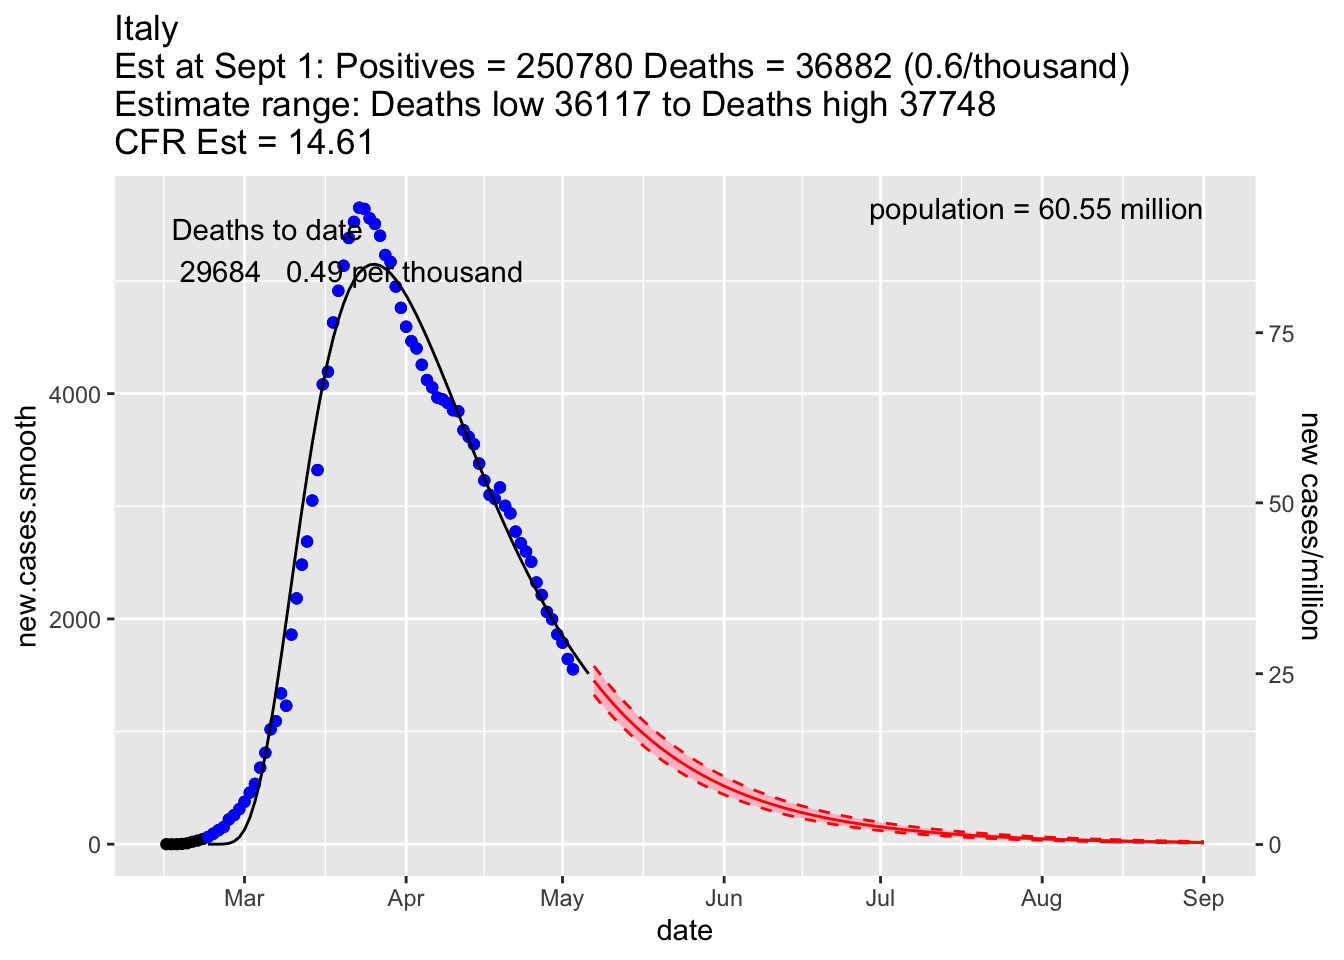 Italy
Est at Sept 1: Positives = 250780 Deaths = 36882 (0.6/thousand)
Estimate range: Deaths low 36117 to Deaths high 37748
CFR Est = 14.61
population = 60.55 million
Deaths to date
29684 0.49 per thousand
4000
2000
0
new.cases.smooth
75
50
25
0
new cases/million
Mar Apr May Jun Jul Aug Sep
date